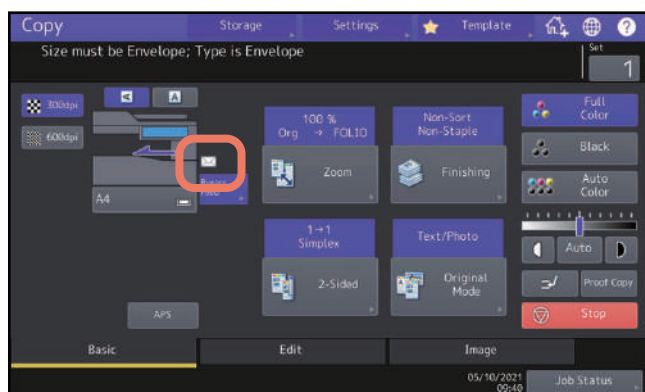 Copy
Storage
Settings
Template
?
Size must be Envelope; Type is Envelope
Set
1
300dpi
A
A
600dpi
100 %
Org → FOLIO
Non-Sort
Non-Staple
Full
Color
Black
Zoom
Finishing
Auto
Color
A4
1→1
Simplex
Text/Photo
Auto
2-Sided
Original
Mode
Proof Copy
APS
Stop
Basic
Edit
Image
05/10/2021
09:40
Job Status